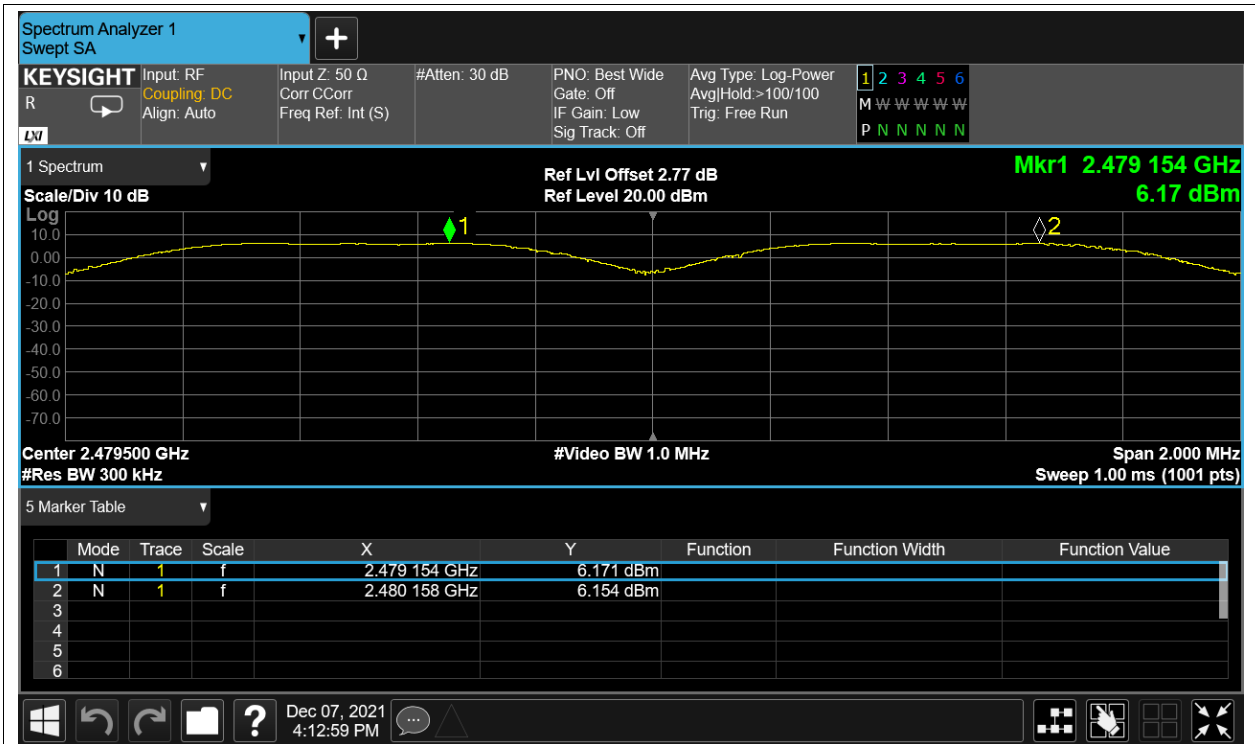 Spectrum Analyzer 1
Swept SA
KEYSIGHT
R
LXI
Input: RF
Coupling: DC
Align: Auto
Input Z: 50 Ω
Corr CCorr
Freq Ref: Int (S)
#Atten: 30 dB
PNO: Best Wide
Gate: Off
IF Gain: Low
Sig Track: Off
Avg Type: Log-Power
Avg|Hold:>100/100
Trig: Free Run
1 2 3 4 5 6
M W W W W W
P N N N N N
1 Spectrum
Scale/Div 10 dB
Ref Lvl Offset 2.77 dB
Ref Level 20.00 dBm
Mkr1 2.479 154 GHz
6.17 dBm
Log
10.0
0.00
-10.0
-20.0
-30.0
-40.0
-50.0
-60.0
-70.0
1
2
Center 2.479500 GHz
#Video BW 1.0 MHz
Span 2.000 MHz
#Res BW 300 kHz
Sweep 1.00 ms (1001 pts)
5 Marker Table
Mode Trace Scale X Y Function Function Width Function Value
1 N 1 f 2.479 154 GHz 6.171 dBm
2 N 1 f 2.480 158 GHz 6.154 dBm
3
4
5
6
?
Dec 07, 2021
4:12:59 PM